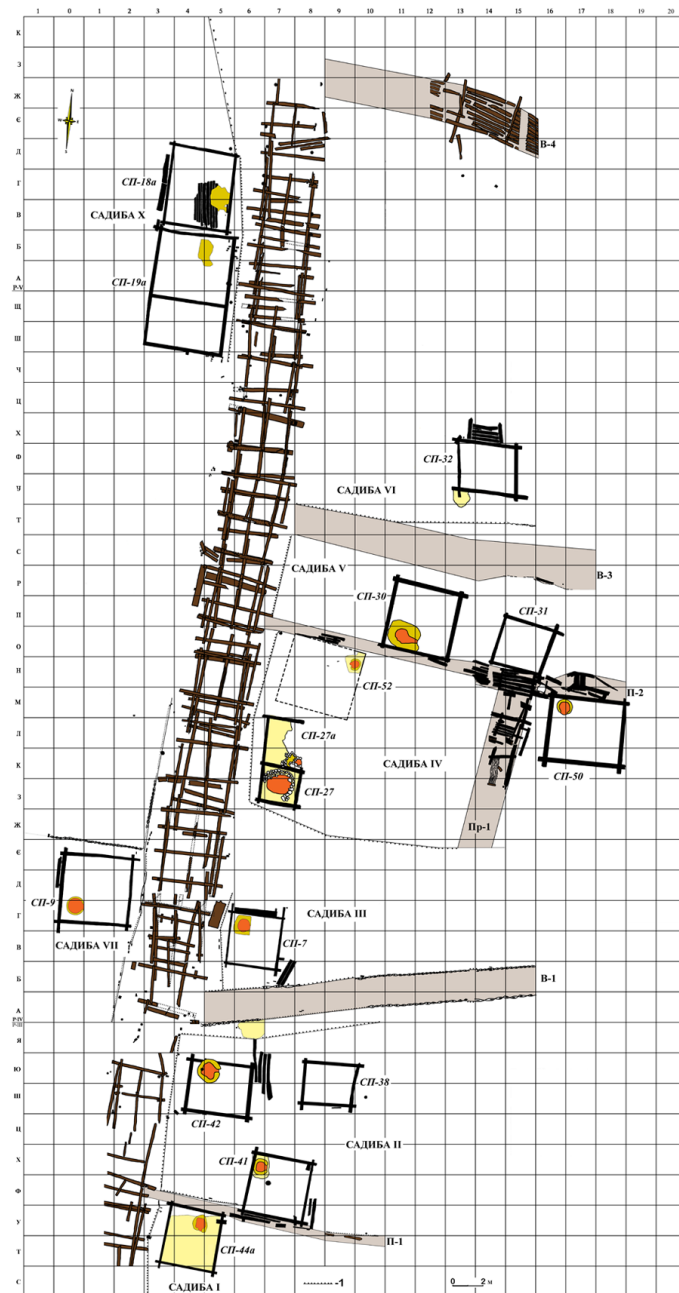 1 0 1 2 3 4 5 6 7 8 9 10 11 12 13 14 15 16 17 18 19 20
К
З
Ж
Є
Д
Г
В
Б
А
Р-V
Щ
Ш
Ч
Ц
Х
Ф
У
Т
С
Р
П
О
Н
М
Л
К
З
Ж
Є
Д
Г
В
Б
А
Р-IV
Р-III
Я
Ю
Ш
Ц
Х
Ф
У
Т
С
N
W
E
S
В-4
СП-18а
САДИБА X
СП-19а
СП-32
САДИБА VI
САДИБА V
В-3
СП-30
СП-31
СП-52
П-2
СП-27а
САДИБА IV
СП-50
СП-27
Пр-1
СП-9
САДИБА III
САДИБА VII
СП-7
В-1
СП-38
СП-42
САДИБА II
СП-41
П-1
СП-44а
САДИБА I
-1
0 2 м